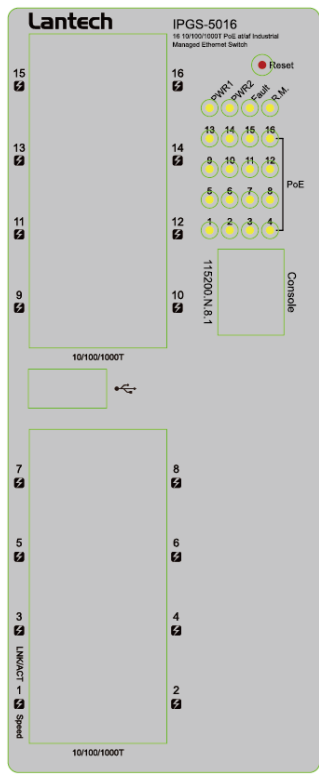 Lantech
IPGS-5016
16 10/100/1000T PoE at/af Industrial
Managed Ethernet Switch
Reset
PWR1 PWR2 Fault R.M.
13 14 15 16
9 10 11 12
5 6 7 8
1 2 3 4
PoE
115200.N.8.1
Console
15 16
13 14
11 12
9 10
10/100/1000T
7 8
5 6
3 4
LNK/ACT
1 2
Speed
10/100/1000T